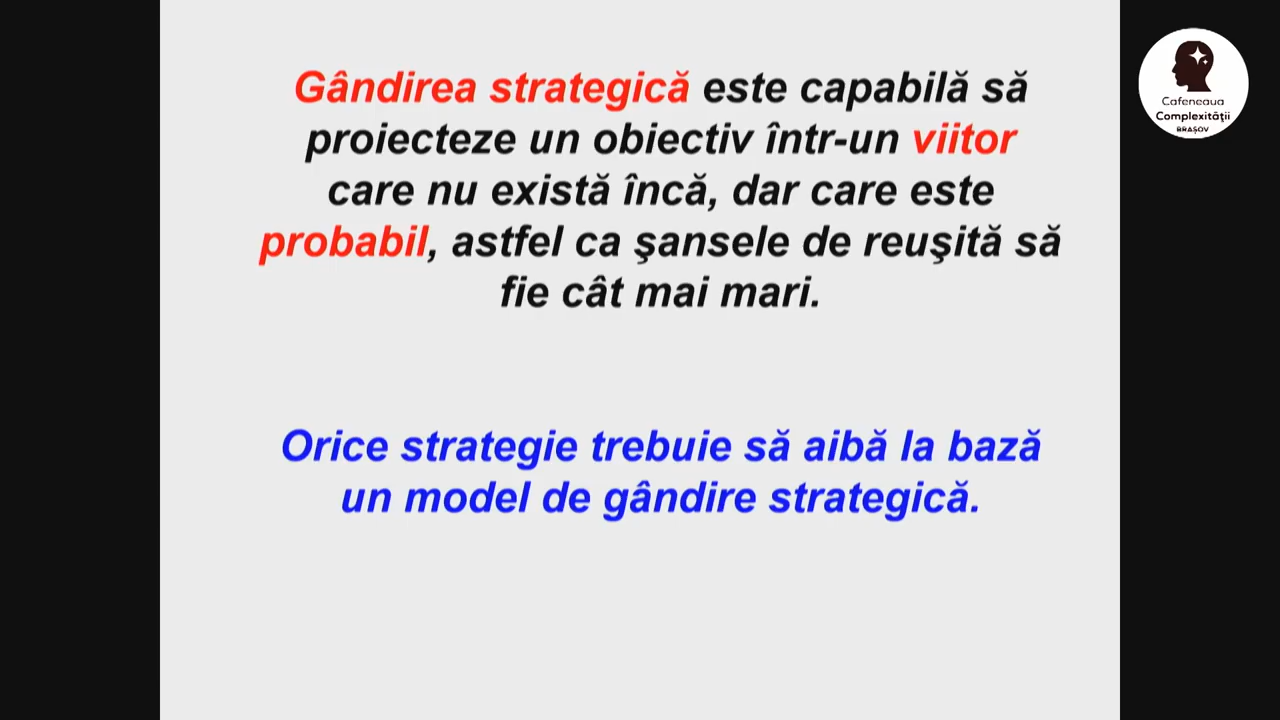 Gândirea strategică este capabilă să
proiecteze un obiectiv într-un viitor
care nu există încă, dar care este
probabil, astfel ca şansele de reuşită să
fie cât mai mari.
Orice strategie trebuie să aibă la bază
un model de gândire strategică.
Cafeneaua
Complexităţii
BRAŞOV